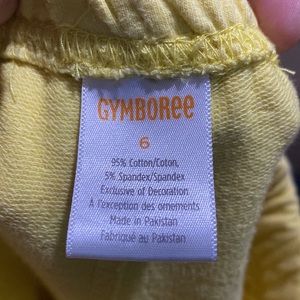 GYMBORee
6
95% Cotton/Coton,
5% Spandex/Spandex
Exclusive of Decoration
À l'exception des ornements
Made in Pakistan
Fabriqué au Pakistan